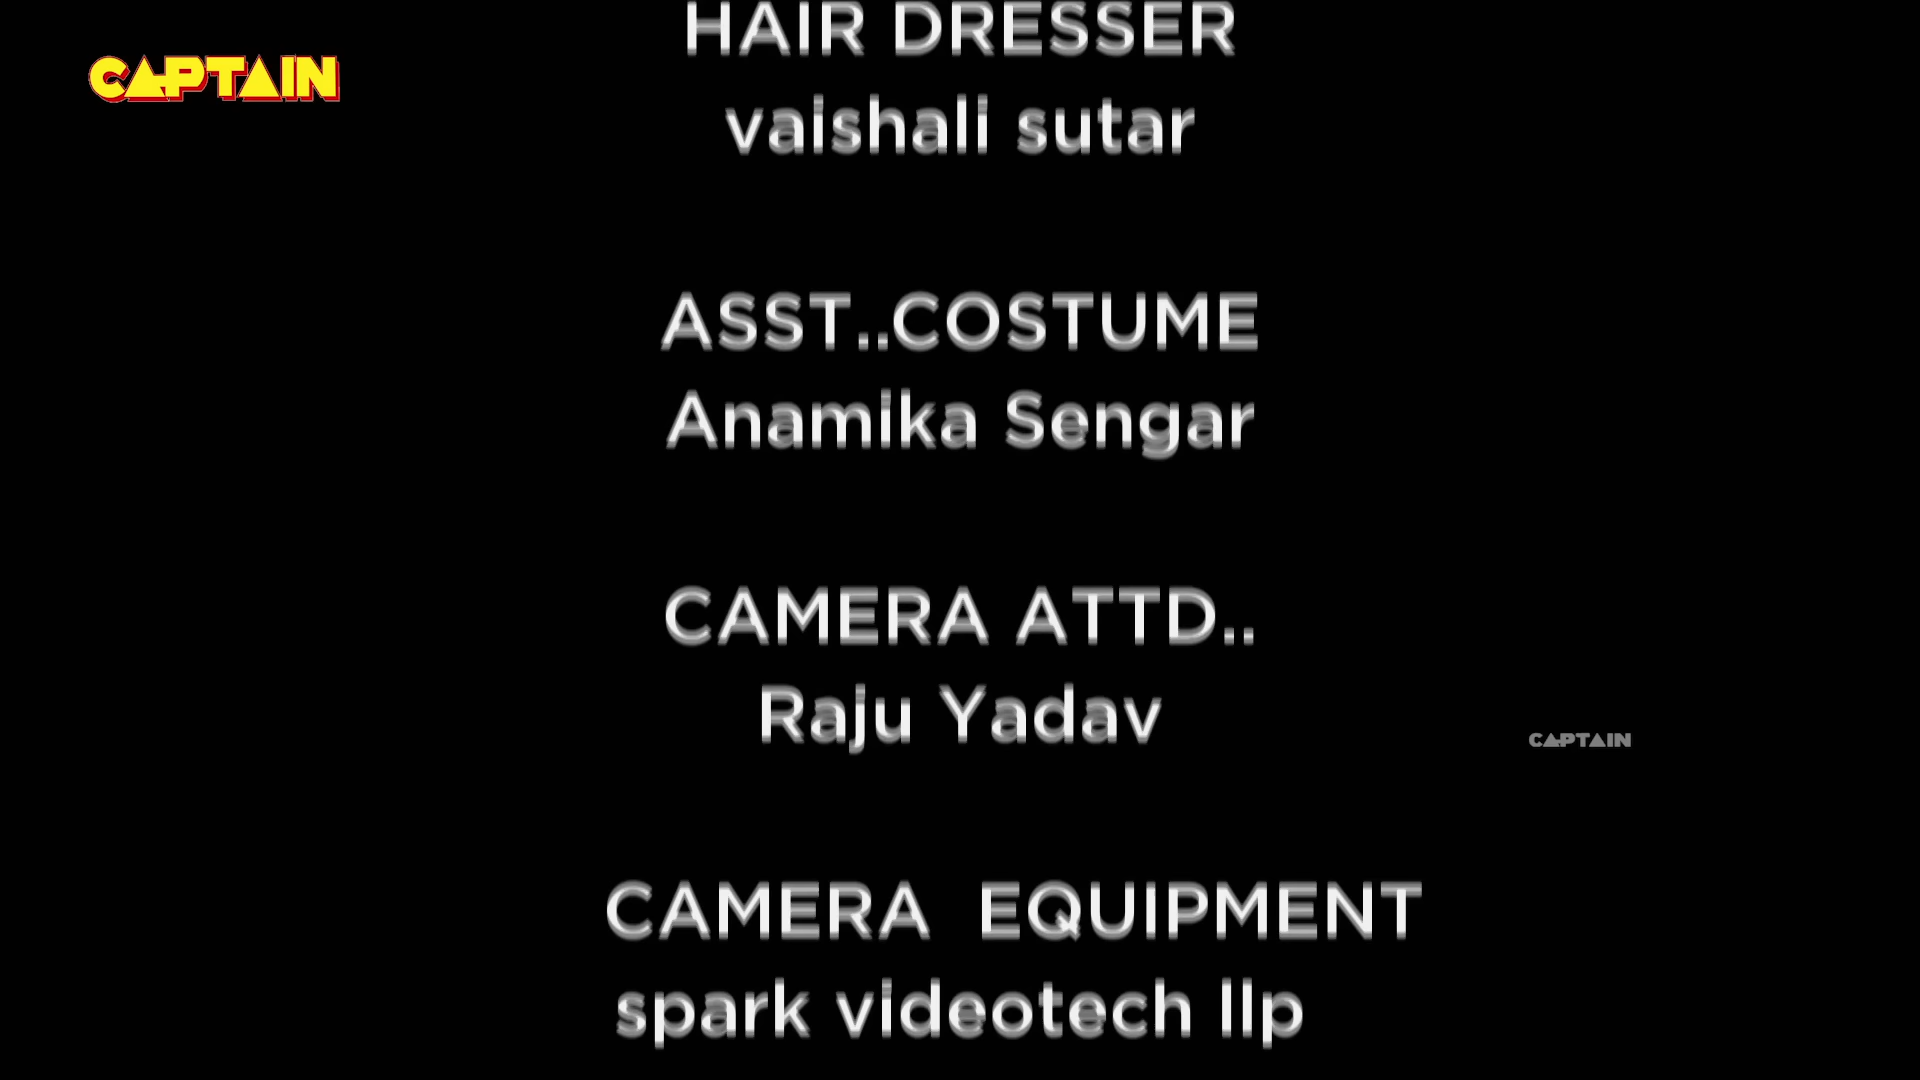 HAIR DRESSER
CAPTAIN
vaishali sutar
ASST..COSTUME
Anamika Sengar
CAMERA ATTD..
Raju Yadav
CAPTAIN
CAMERA  EQUIPMENT
spark videotech llp